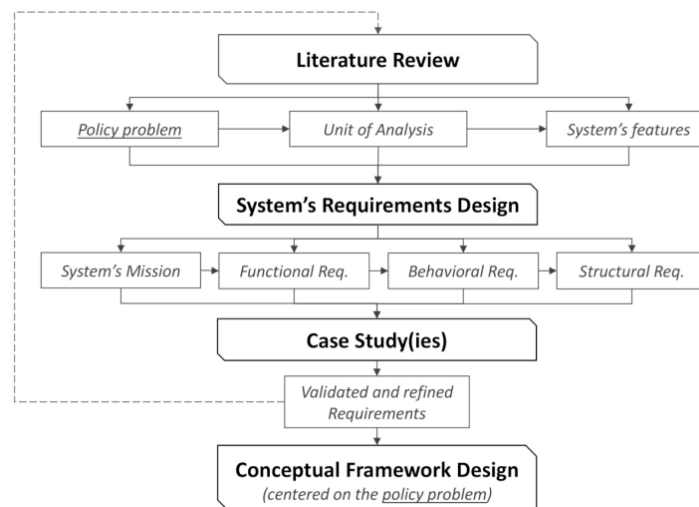 Literature Review
Policy problem
Unit of Analysis
System's features
System's Requirements Design
System's Mission
Functional Req.
Behavioral Req.
Structural Req.
Case Study(ies)
Validated and refined
Requirements
Conceptual Framework Design
(centered on the policy problem)